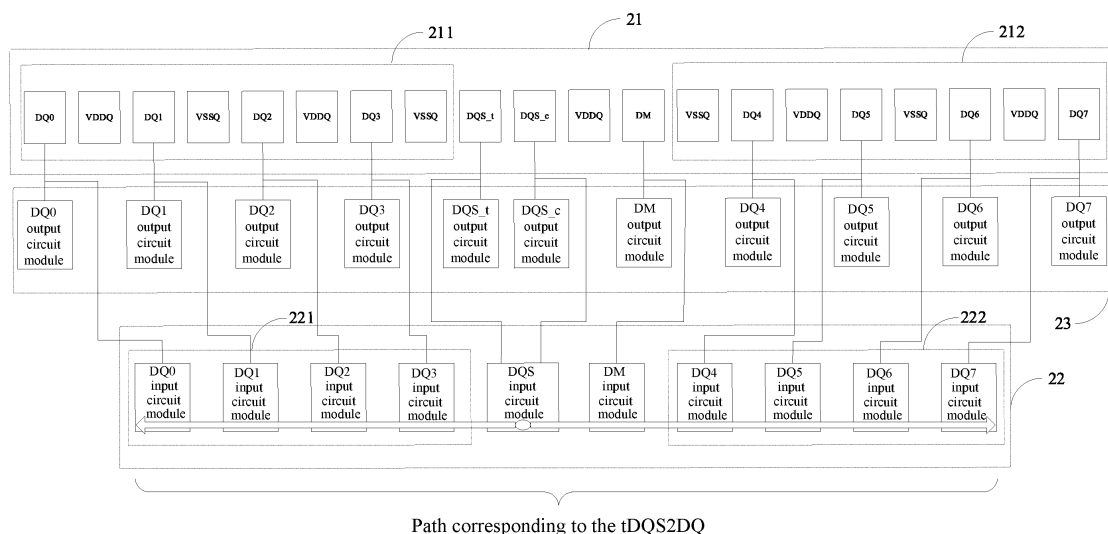 21
211
212
DQ0 VDDQ DQ1 VSSQ DQ2 VDDQ DQ3 VSSQ DQS_t DQS_c VDDQ DM VSSQ DQ4 VDDQ DQ5 VSSQ DQ6 VDDQ DQ7
DQ0 output circuit module
DQ1 output circuit module
DQ2 output circuit module
DQ3 output circuit module
DQS_t output circuit module
DQS_c output circuit module
DM output circuit module
DQ4 output circuit module
DQ5 output circuit module
DQ6 output circuit module
DQ7 output circuit module
23
221
222
22
DQ0 input circuit module
DQ1 input circuit module
DQ2 input circuit module
DQ3 input circuit module
DQS input circuit module
DM input circuit module
DQ4 input circuit module
DQ5 input circuit module
DQ6 input circuit module
DQ7 input circuit module
Path corresponding to the tDQS2DQ